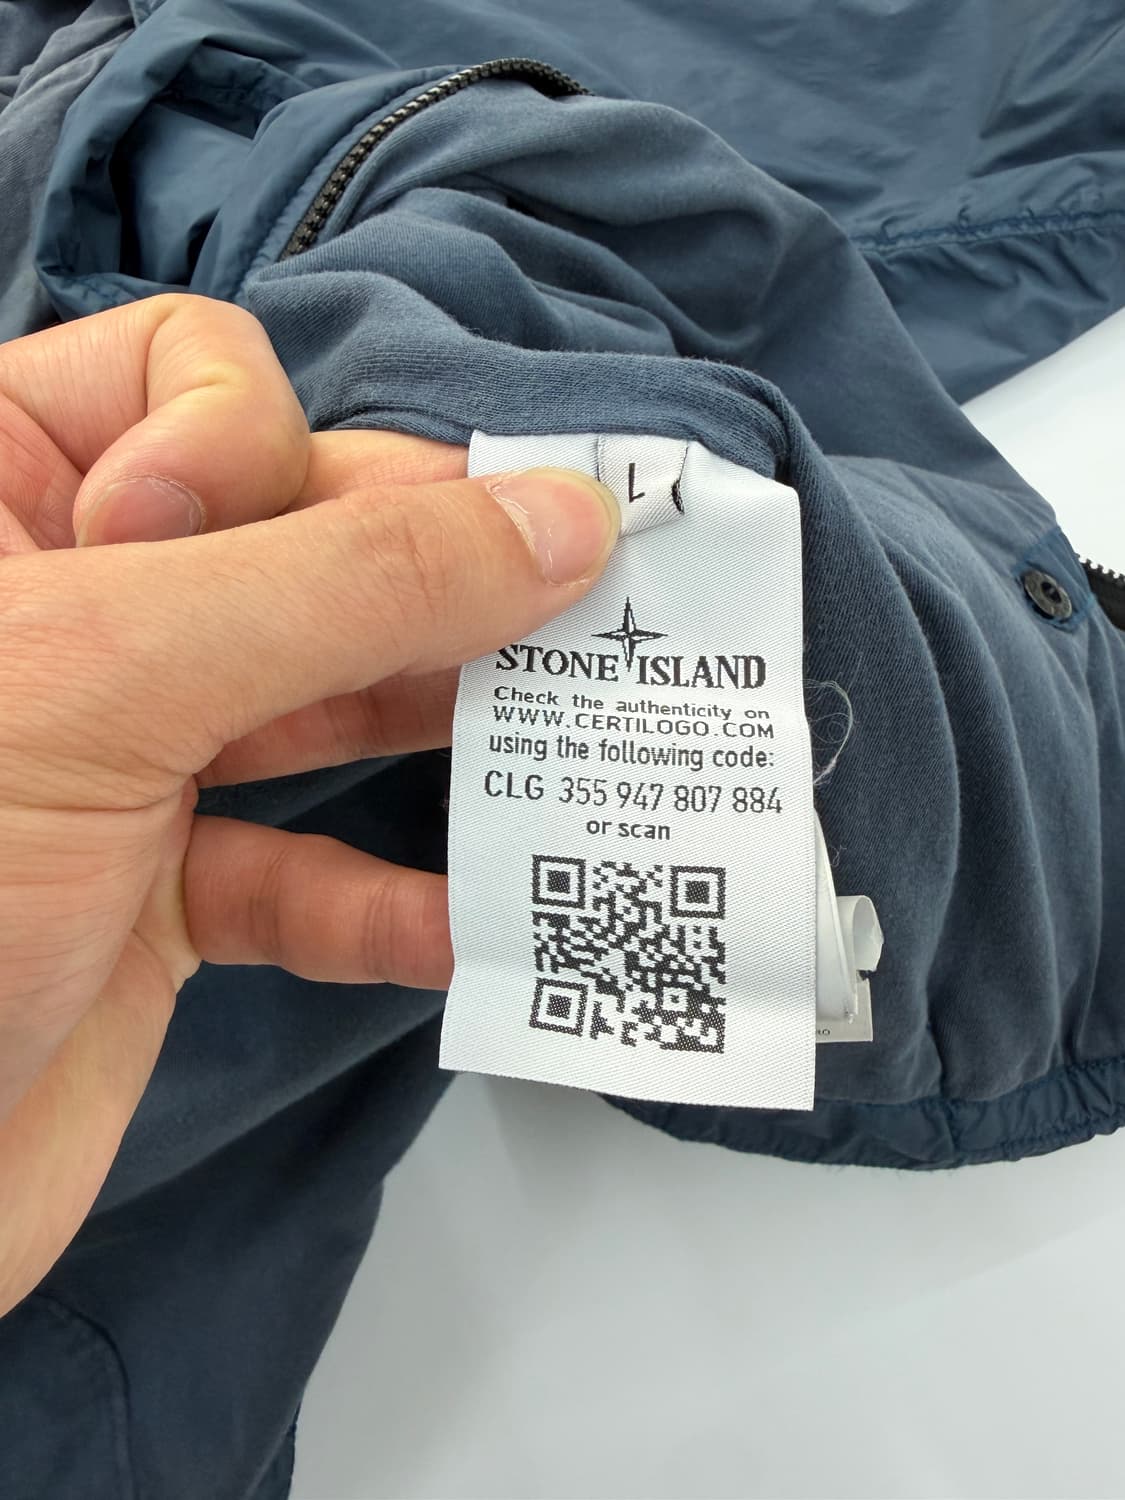 L
STONE ISLAND
Check the authenticity on
WWW.CERTILOGO.COM
using the following code:
CLG 355 947 807 884
or scan